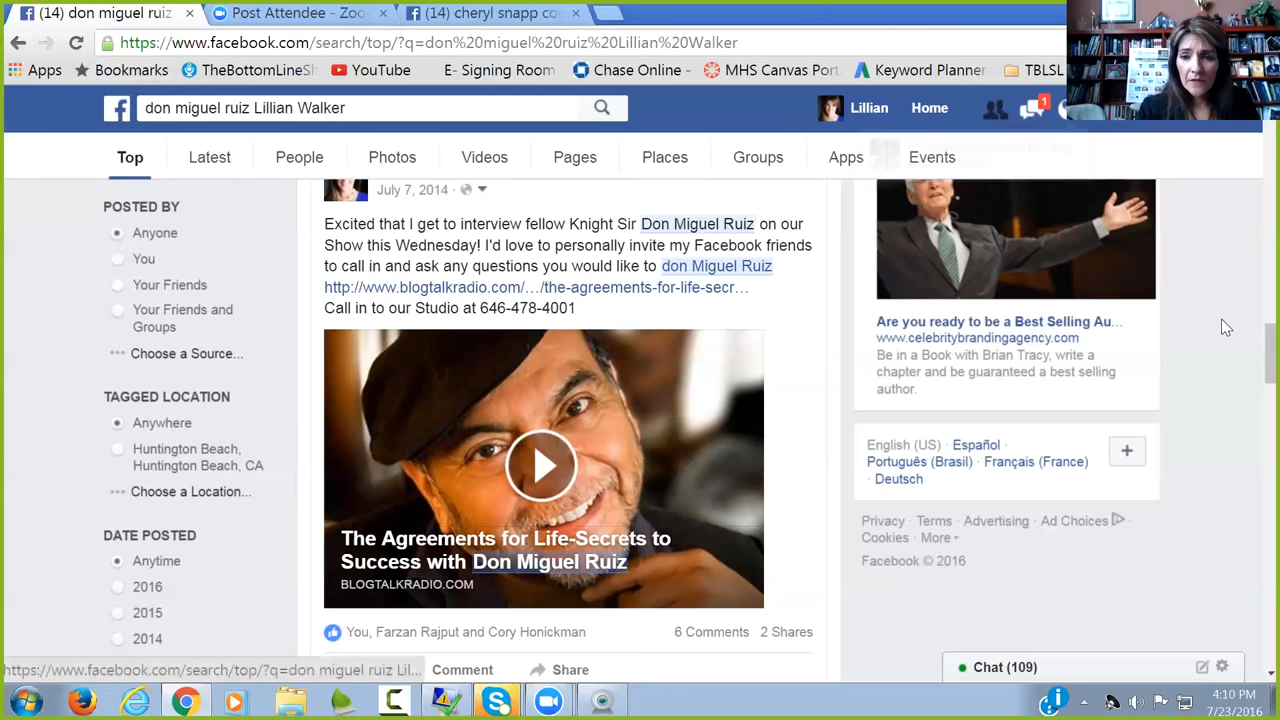 (14) don miguel ruiz
Post Attendee - Zoo
(14) cheryl snapp co
https://www.facebook.com/search/top/?q=don%20miguel%20ruiz%20Lillian%20Walker
Apps
Bookmarks
TheBottomLineSh
YouTube
E- Signing Room
Chase Online -
MHS Canvas Port
Keyword Planner
TBLSL
don miguel ruiz Lillian Walker
Lillian
Home
1
Top
Latest
People
Photos
Videos
Pages
Places
Groups
Apps
Events
POSTED BY
Anyone
You
Your Friends
Your Friends and
Groups
Choose a Source...
TAGGED LOCATION
Anywhere
Huntington Beach,
Huntington Beach, CA
Choose a Location...
DATE POSTED
Anytime
2016
2015
2014
July 7, 2014 ·
Excited that I get to interview fellow Knight Sir Don Miguel Ruiz on our
Show this Wednesday! I'd love to personally invite my Facebook friends
to call in and ask any questions you would like to don Miguel Ruiz
http://www.blogtalkradio.com/…/the-agreements-for-life-secr…
Call in to our Studio at 646-478-4001
The Agreements for Life-Secrets to
Success with Don Miguel Ruiz
BLOGTALKRADIO.COM
You, Farzan Rajput and Cory Honickman
6 Comments 2 Shares
Comment
Share
Are you ready to be a Best Selling Au...
www.celebritybrandingagency.com
Be in a Book with Brian Tracy, write a
chapter and be guaranteed a best selling
author.
English (US) · Español ·
Português (Brasil) · Français (France)
· Deutsch
+
Privacy · Terms · Advertising · Ad Choices ·
Cookies · More
Facebook © 2016
Chat (109)
https://www.facebook.com/search/top/?q=don miguel ruiz Lil...
4:10 PM
7/23/2016